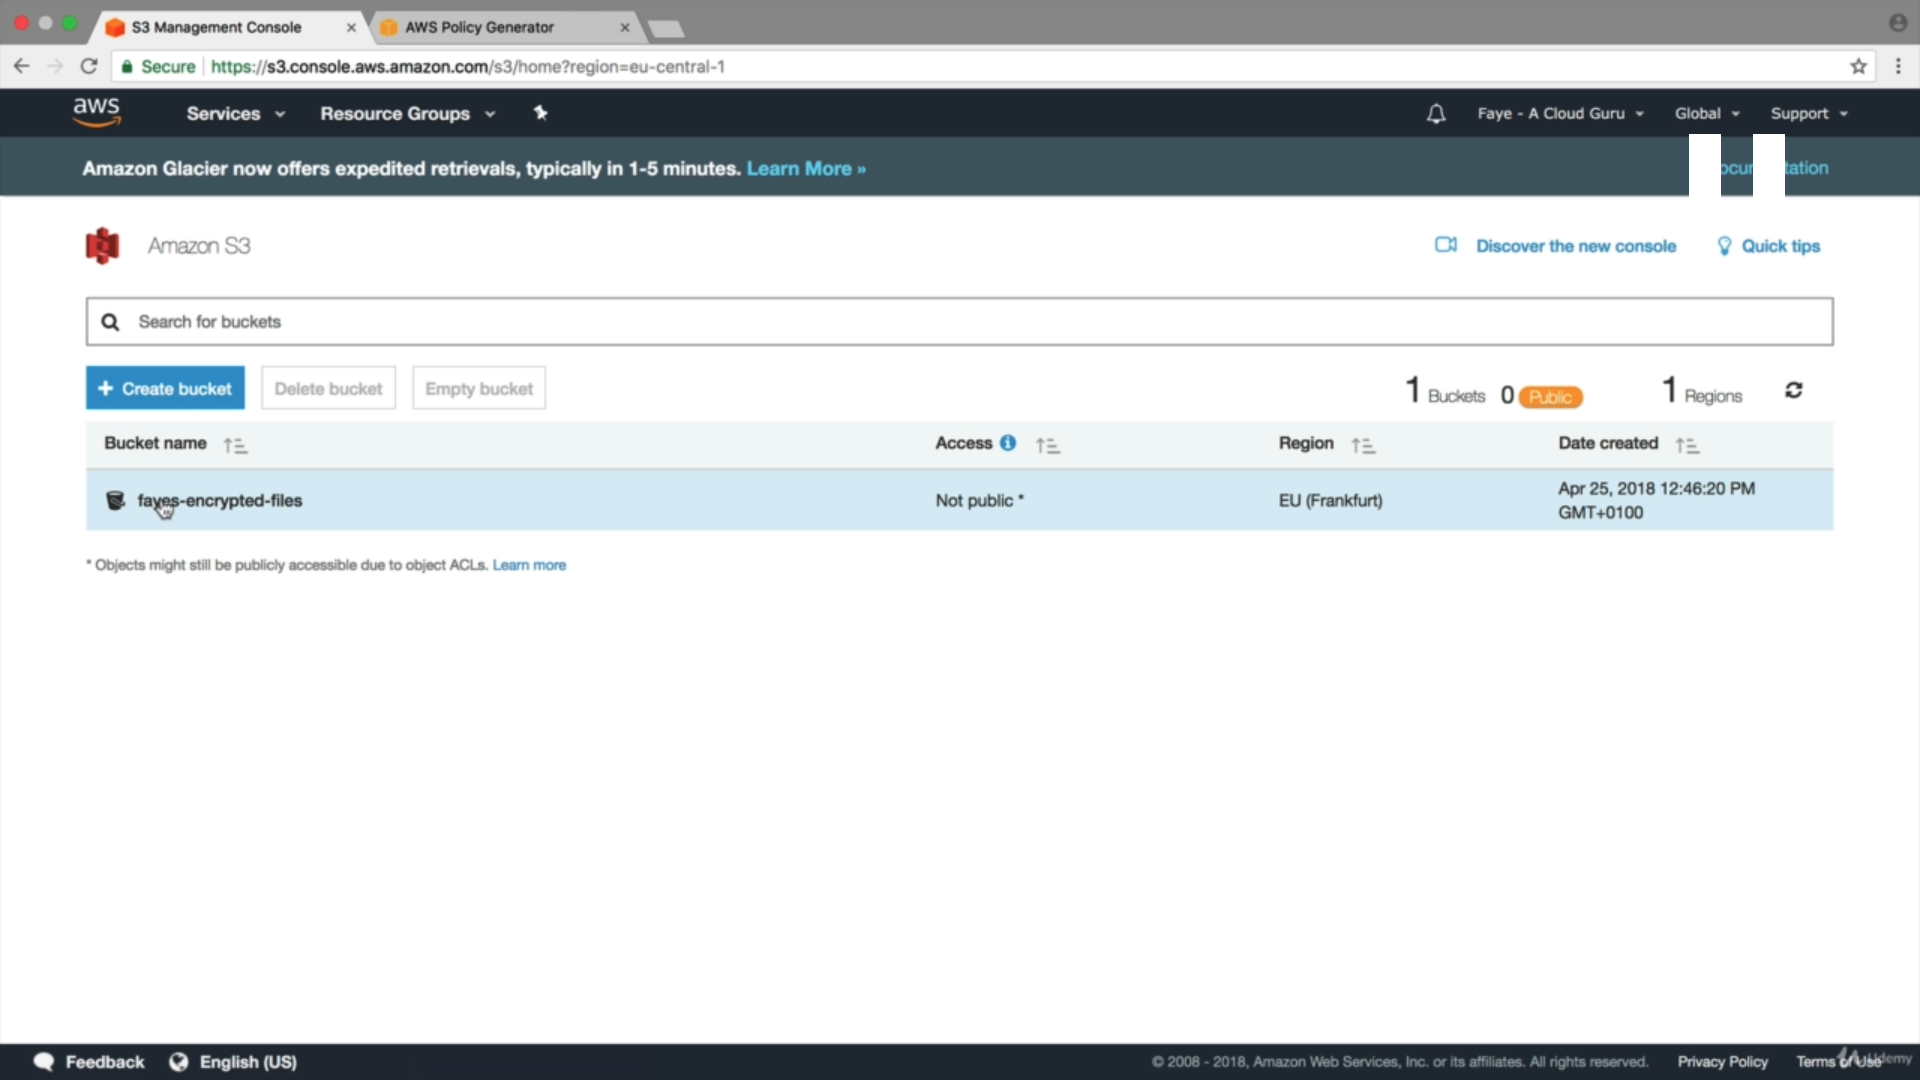 S3 Management Console
AWS Policy Generator
Secure https://s3.console.aws.amazon.com/s3/home?region=eu-central-1
aws Services Resource Groups Faye - A Cloud Guru Global Support
Amazon Glacier now offers expedited retrievals, typically in 1-5 minutes. Learn More »
Amazon S3 Discover the new console Quick tips
Search for buckets
+ Create bucket Delete bucket Empty bucket 1 Buckets 0 Public 1 Regions
Bucket name Access Region Date created
fayes-encrypted-files Not public * EU (Frankfurt) Apr 25, 2018 12:46:20 PM
GMT+0100
* Objects might still be publicly accessible due to object ACLs. Learn more
Feedback English (US) © 2008 - 2018, Amazon Web Services, Inc. or its affiliates. All rights reserved. Privacy Policy Terms of Use